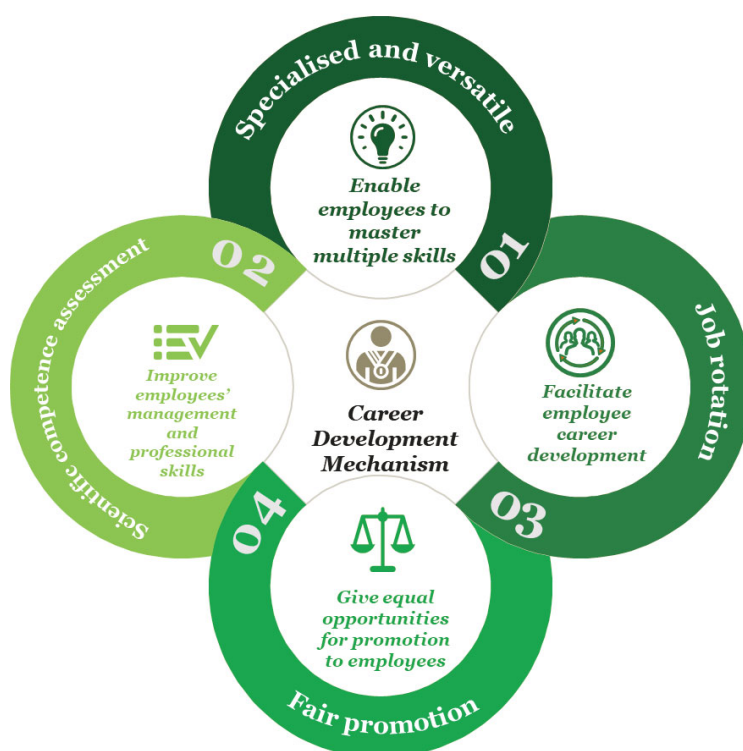 Specialised and versatile
01
Enable
employees to
master
multiple skills
Scientific competence assessment
02
Improve
employees’
management
and
professional
skills
Career
Development
Mechanism
Job rotation
03
Facilitate
employee
career
development
04
Give equal
opportunities
for promotion
to employees
Fair promotion